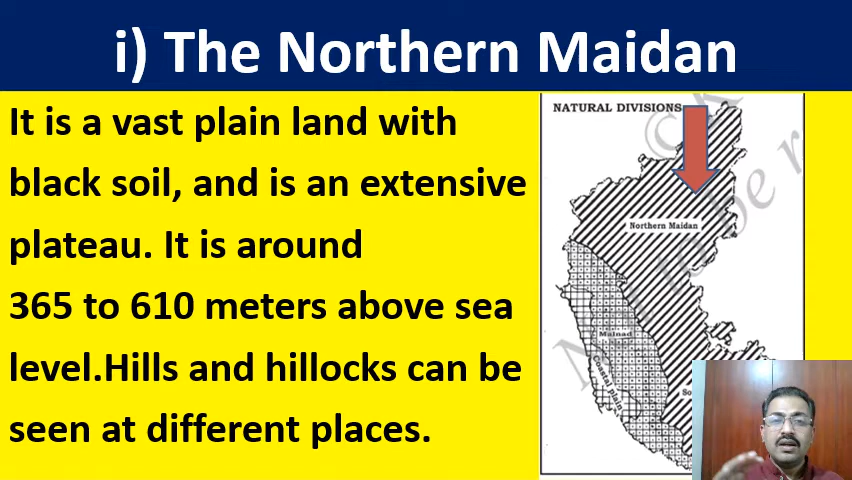 i) The Northern Maidan
It is a vast plain land with
black soil, and is an extensive
plateau. It is around
365 to 610 meters above sea
level.Hills and hillocks can be
seen at different places.
NATURAL DIVISIONS
Northern Maidan
Malnad
Coastal plain